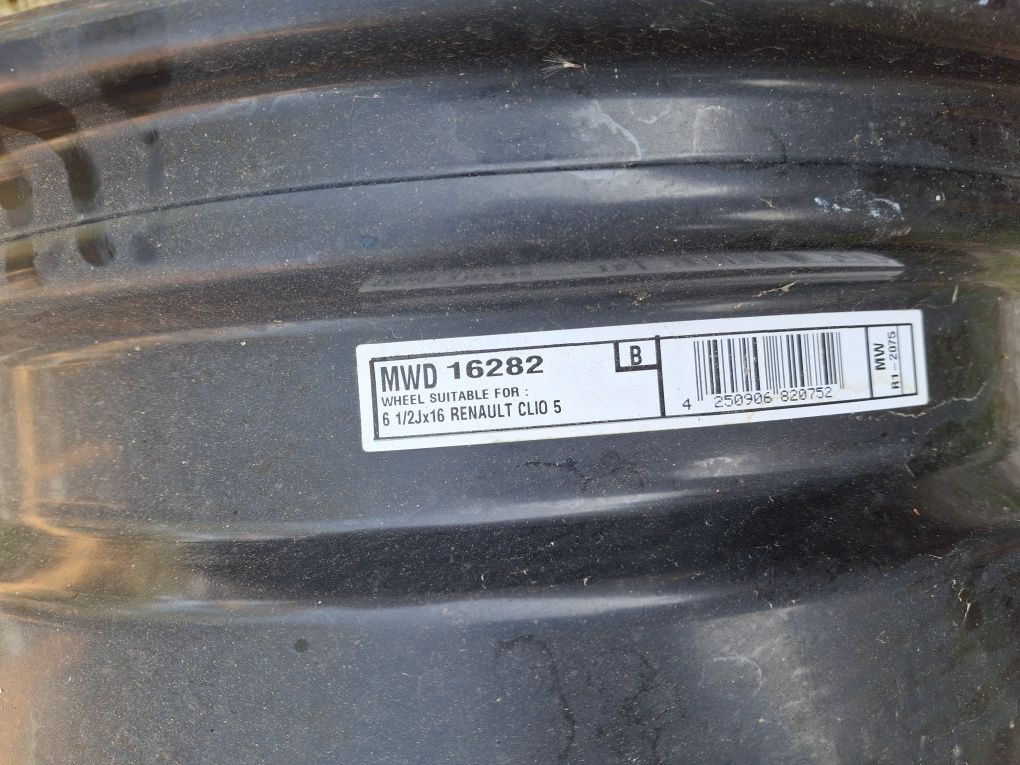 MWD 16282
B
WHEEL SUITABLE FOR :
6 1/2Jx16 RENAULT CLIO 5
4 250906 820752
MW
R1-2075